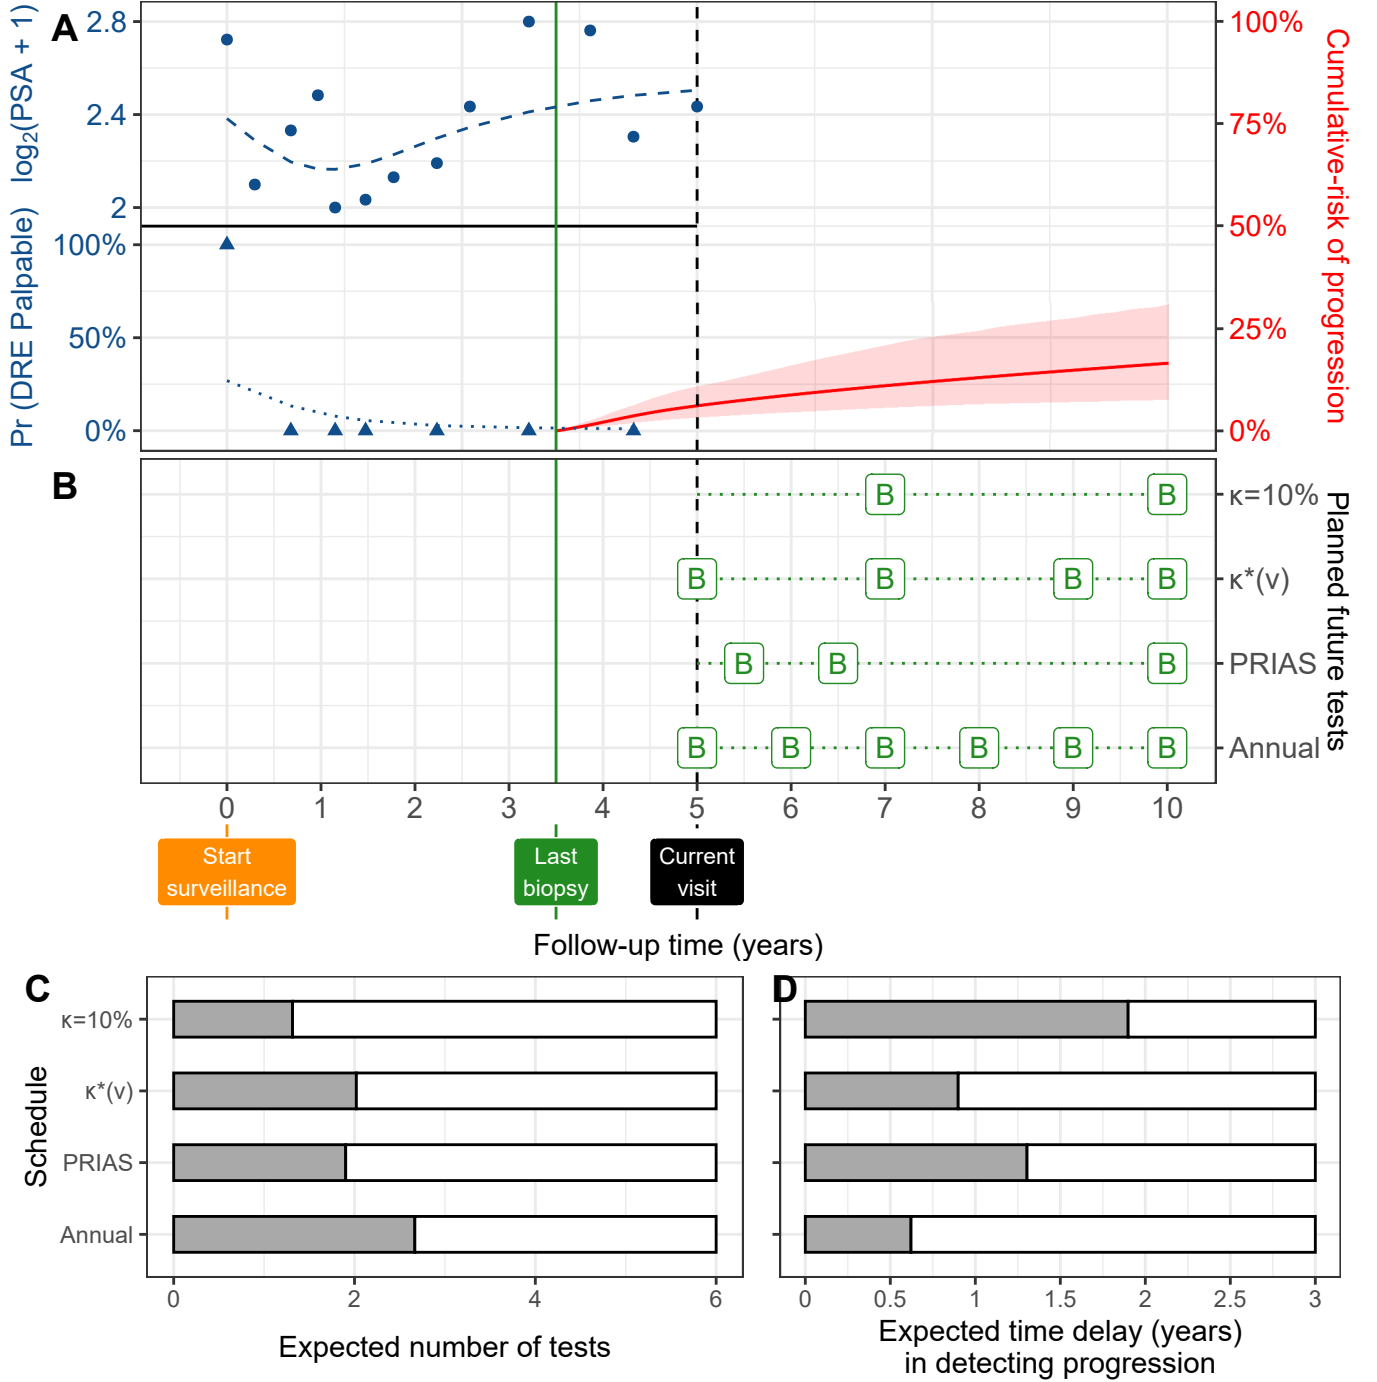 A
log₂(PSA + 1)
2.8
2.4
2
Pr (DRE Palpable)
100%
50%
0%
100%
75%
50%
25%
0%
Cumulative-risk of progression
B
B B κ=10%
B B B B κ*(v)
B B B PRIAS
B B B B B B Annual
Planned future tests
0 1 2 3 4 5 6 7 8 9 10
Start
surveillance
Last
biopsy
Current
visit
Follow-up time (years)
C
Schedule
κ=10%
κ*(v)
PRIAS
Annual
0 2 4 6
Expected number of tests
D
0 0.5 1 1.5 2 2.5 3
Expected time delay (years)
in detecting progression